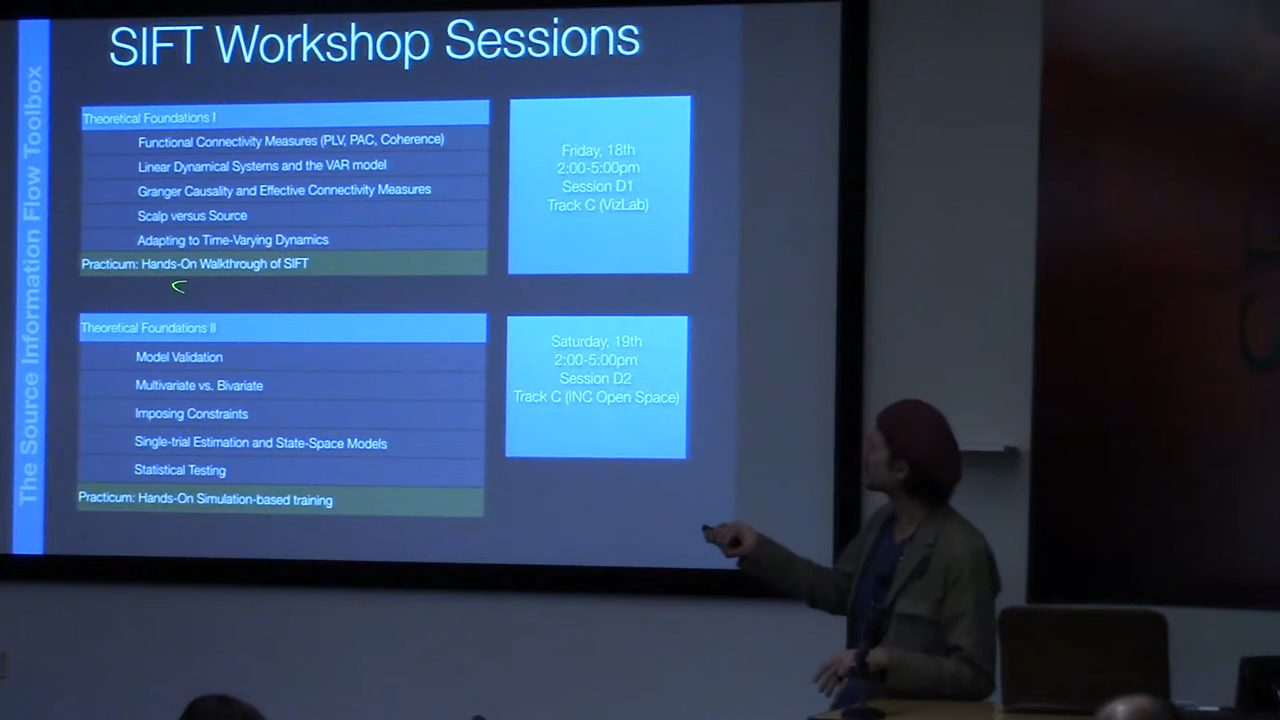 SIFT Workshop Sessions
The Source Information Flow Toolbox
Theoretical Foundations I
Functional Connectivity Measures (PLV, PAC, Coherence)
Linear Dynamical Systems and the VAR model
Granger Causality and Effective Connectivity Measures
Scalp versus Source
Adapting to Time-Varying Dynamics
Practicum: Hands-On Walkthrough of SIFT
Friday, 18th
2:00-5:00pm
Session D1
Track C (VizLab)
Theoretical Foundations II
Model Validation
Multivariate vs. Bivariate
Imposing Constraints
Single-trial Estimation and State-Space Models
Statistical Testing
Practicum: Hands-On Simulation-based training
Saturday, 19th
2:00-5:00pm
Session D2
Track C (INC Open Space)